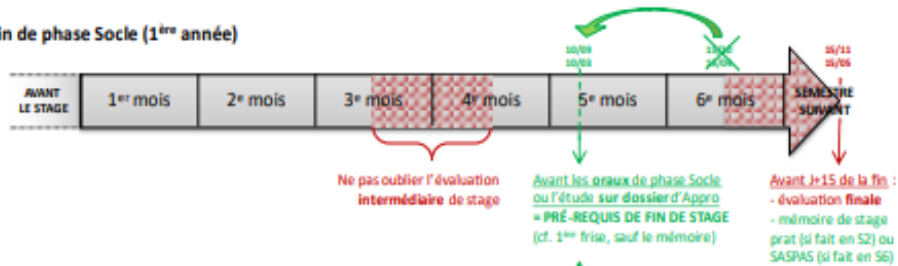 in de phase Socle (1ère année)
10/09
10/03
15/11
15/05
AVANT
LE STAGE
1er mois
2e mois
3e mois
4e mois
5e mois
6e mois
SEMESTRE
SUIVANT
Ne pas oublier l'évaluation
intermédiaire de stage
Avant les oraux de phase Socle
ou l'étude sur dossier d'Appro
= PRÉ-REQUIS DE FIN DE STAGE
(cf. 1ère frise, sauf le mémoire)
Avant J+15 de la fin :
- évaluation finale
- mémoire de stage
prat (si fait en S2) ou
SASPAS (si fait en S6)